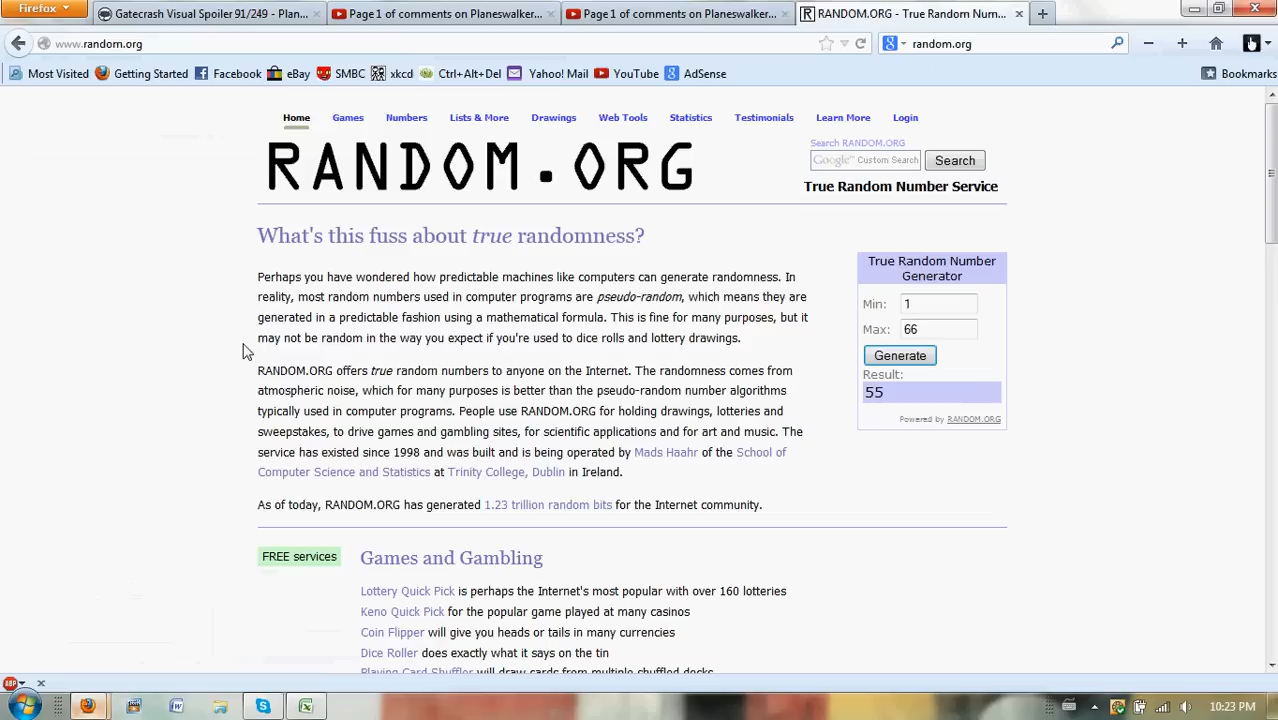 Firefox
Gatecrash Visual Spoiler 91/249 - Plan...
Page 1 of comments on Planeswalker...
Page 1 of comments on Planeswalker...
RANDOM.ORG - True Random Num...
www.random.org
random.org
Most Visited Getting Started Facebook eBay SMBC xkcd Ctrl+Alt+Del Yahoo! Mail YouTube AdSense Bookmarks
Home Games Numbers Lists & More Drawings Web Tools Statistics Testimonials Learn More Login
RANDOM.ORG
Search RANDOM.ORG
Google™ Custom Search Search
True Random Number Service
What's this fuss about true randomness?
Perhaps you have wondered how predictable machines like computers can generate randomness. In
reality, most random numbers used in computer programs are pseudo-random, which means they are
generated in a predictable fashion using a mathematical formula. This is fine for many purposes, but it
may not be random in the way you expect if you're used to dice rolls and lottery drawings.
RANDOM.ORG offers true random numbers to anyone on the Internet. The randomness comes from
atmospheric noise, which for many purposes is better than the pseudo-random number algorithms
typically used in computer programs. People use RANDOM.ORG for holding drawings, lotteries and
sweepstakes, to drive games and gambling sites, for scientific applications and for art and music. The
service has existed since 1998 and was built and is being operated by Mads Haahr of the School of
Computer Science and Statistics at Trinity College, Dublin in Ireland.
As of today, RANDOM.ORG has generated 1.23 trillion random bits for the Internet community.
True Random Number
Generator
Min: 1
Max: 66
Generate
Result:
55
Powered by RANDOM.ORG
FREE services
Games and Gambling
Lottery Quick Pick is perhaps the Internet's most popular with over 160 lotteries
Keno Quick Pick for the popular game played at many casinos
Coin Flipper will give you heads or tails in many currencies
Dice Roller does exactly what it says on the tin
Playing Card Shuffler will draw cards from multiple shuffled decks
ABP
10:23 PM